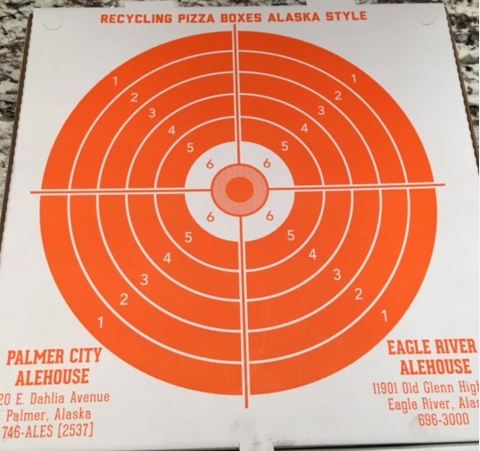 RECYCLING PIZZA BOXES ALASKA STYLE
1 1
2 2
3 3
4 4
5 5
6 6
6 6
5 5
4 4
3 3
2 2
1 1
PALMER CITY
ALEHOUSE
20 E. Dahlia Avenue
Palmer, Alaska
746-ALES [2537]
EAGLE RIVER
ALEHOUSE
11901 Old Glenn
Eagle River,
696-3000